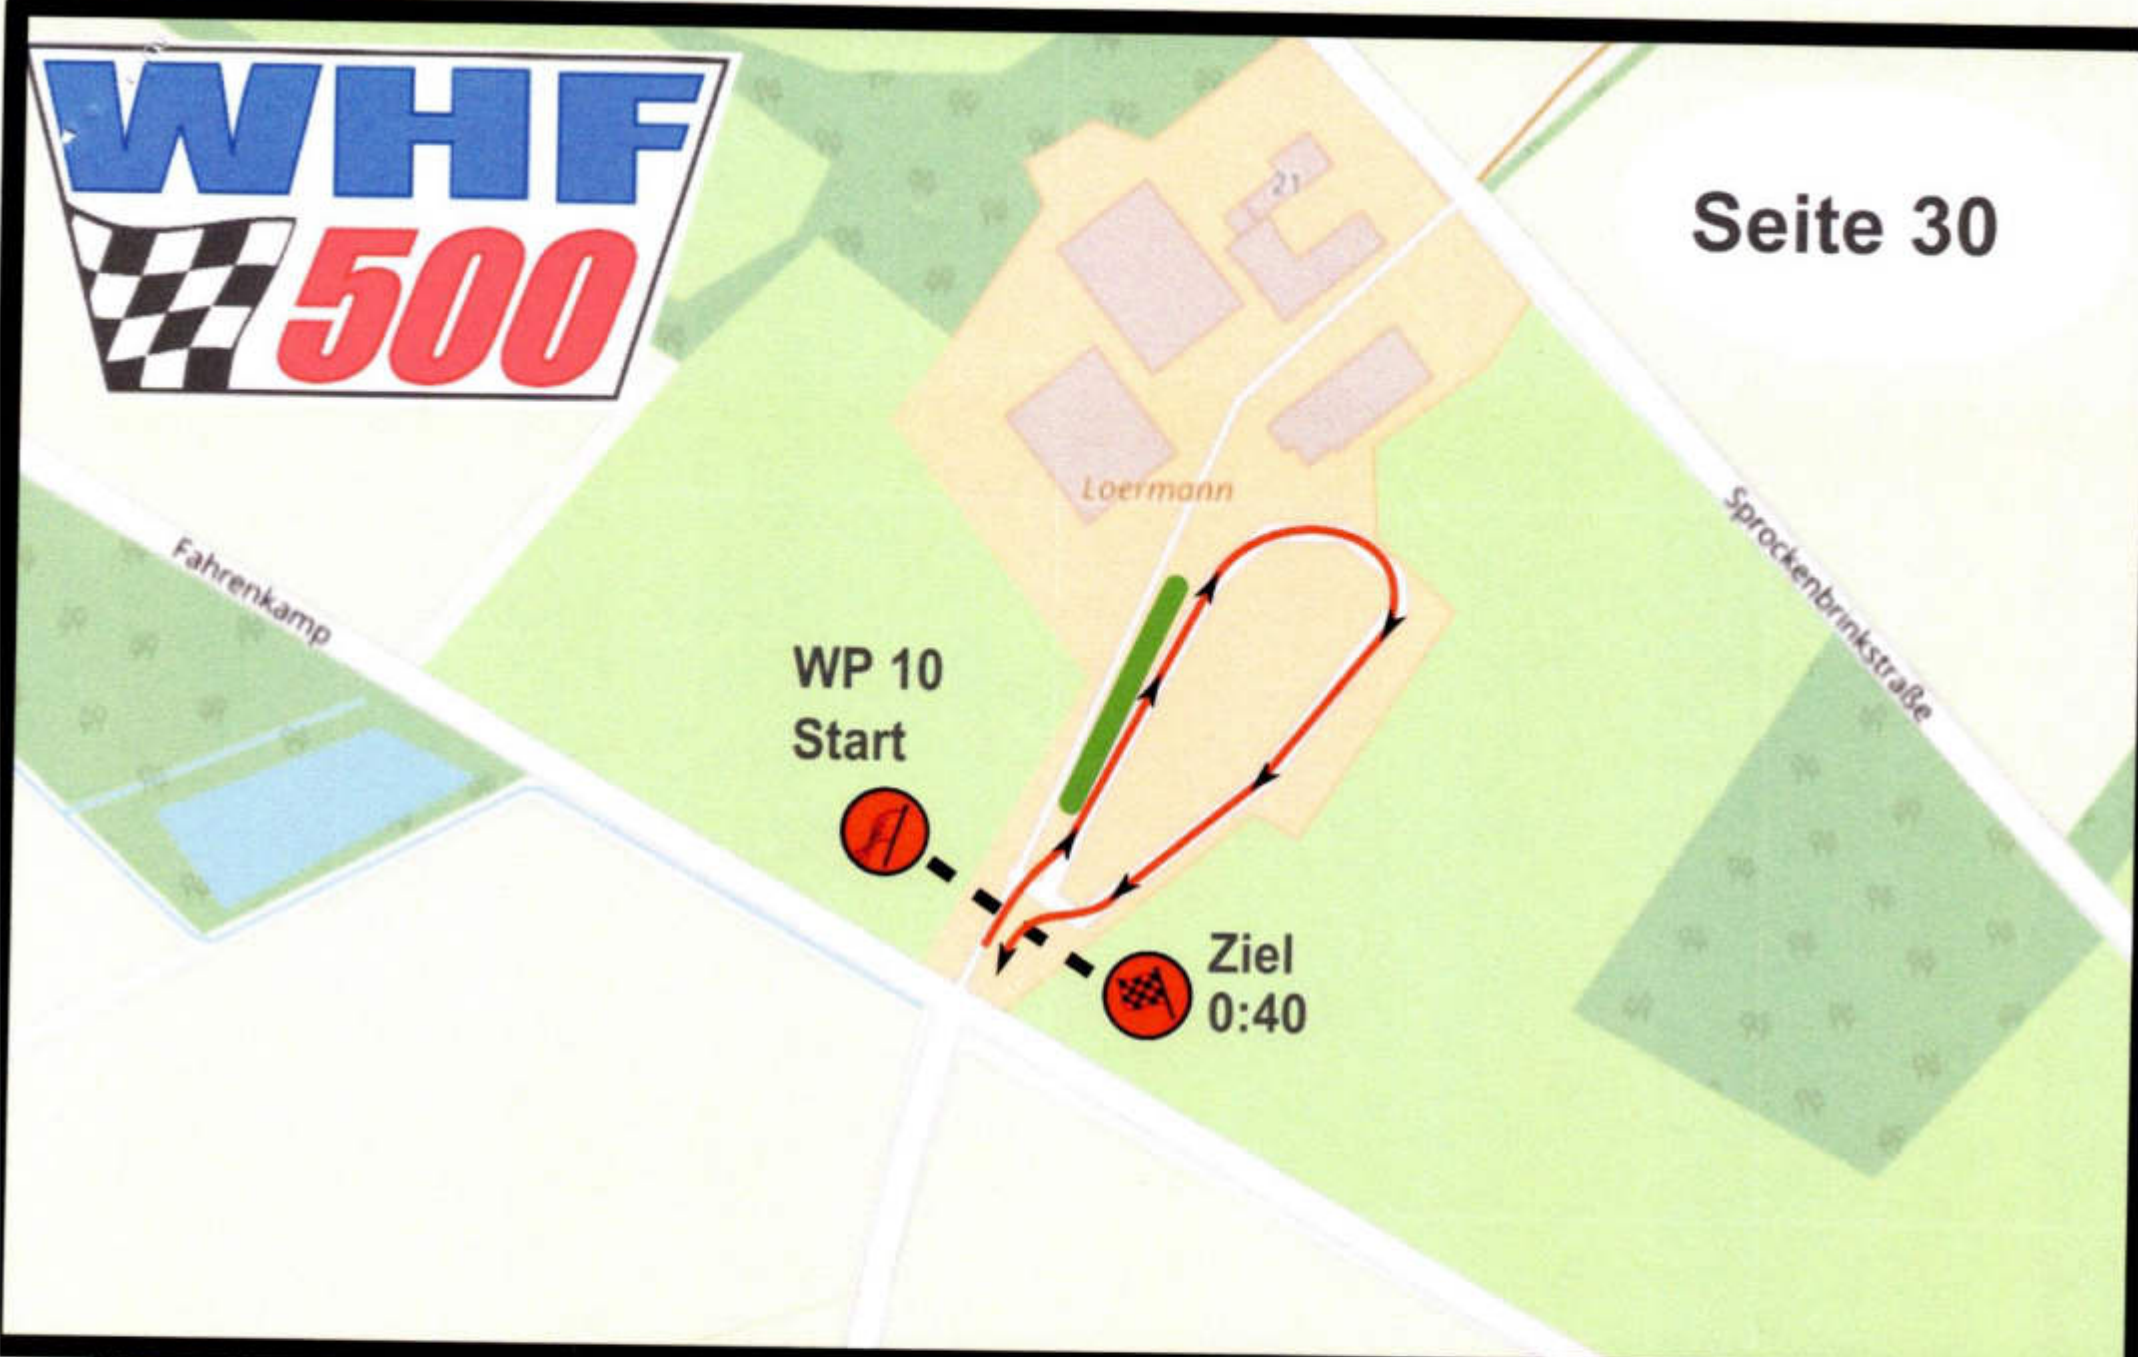 WHF
500
Seite 30
21
Loermann
Fahrenkamp
Sprockenbrinkstraße
WP 10
Start
Ziel
0:40